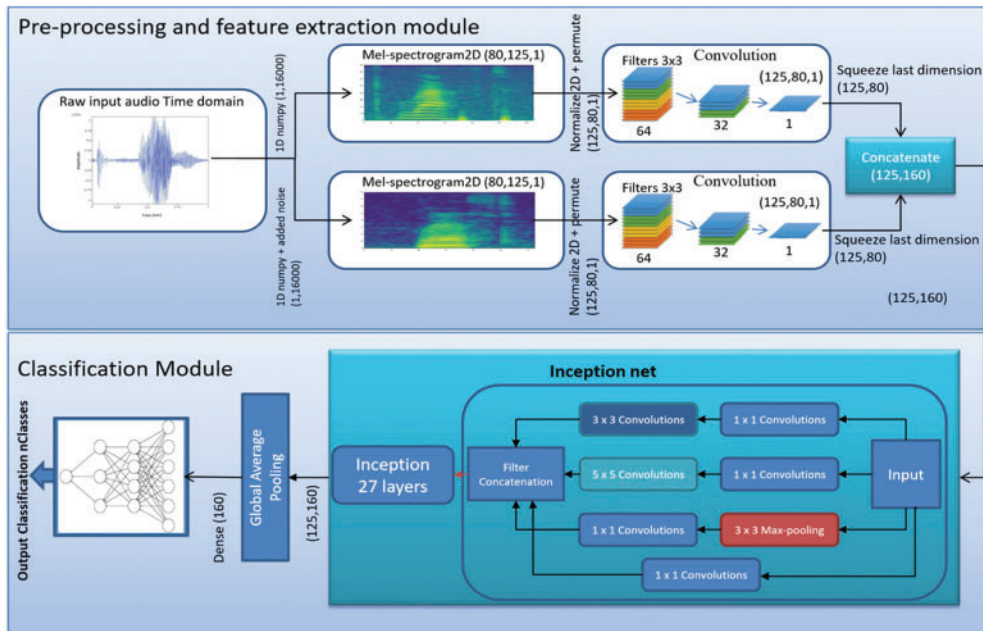 Pre-processing and feature extraction module
Raw input audio Time domain
1D numpy (1,16000)
1D numpy + added noise
(1,16000)
Mel-spectrogram2D (80,125,1)
Normalize 2D + permute
(125,80,1)
Convolution
Filters 3x3
(125,80,1)
64
32
1
Squeeze last dimension
(125,80)
Mel-spectrogram2D (80,125,1)
Normalize 2D + permute
(125,80,1)
Convolution
Filters 3x3
(125,80,1)
64
32
1
Squeeze last dimension
(125,80)
Concatenate
(125,160)
(125,160)
Classification Module
Output Classification nClasses
Dense (160)
Global Average
Pooling
(125,160)
Inception net
Inception
27 layers
Filter
Concatenation
3 x 3 Convolutions
1 x 1 Convolutions
5 x 5 Convolutions
1 x 1 Convolutions
Input
1 x 1 Convolutions
3 x 3 Max-pooling
1 x 1 Convolutions